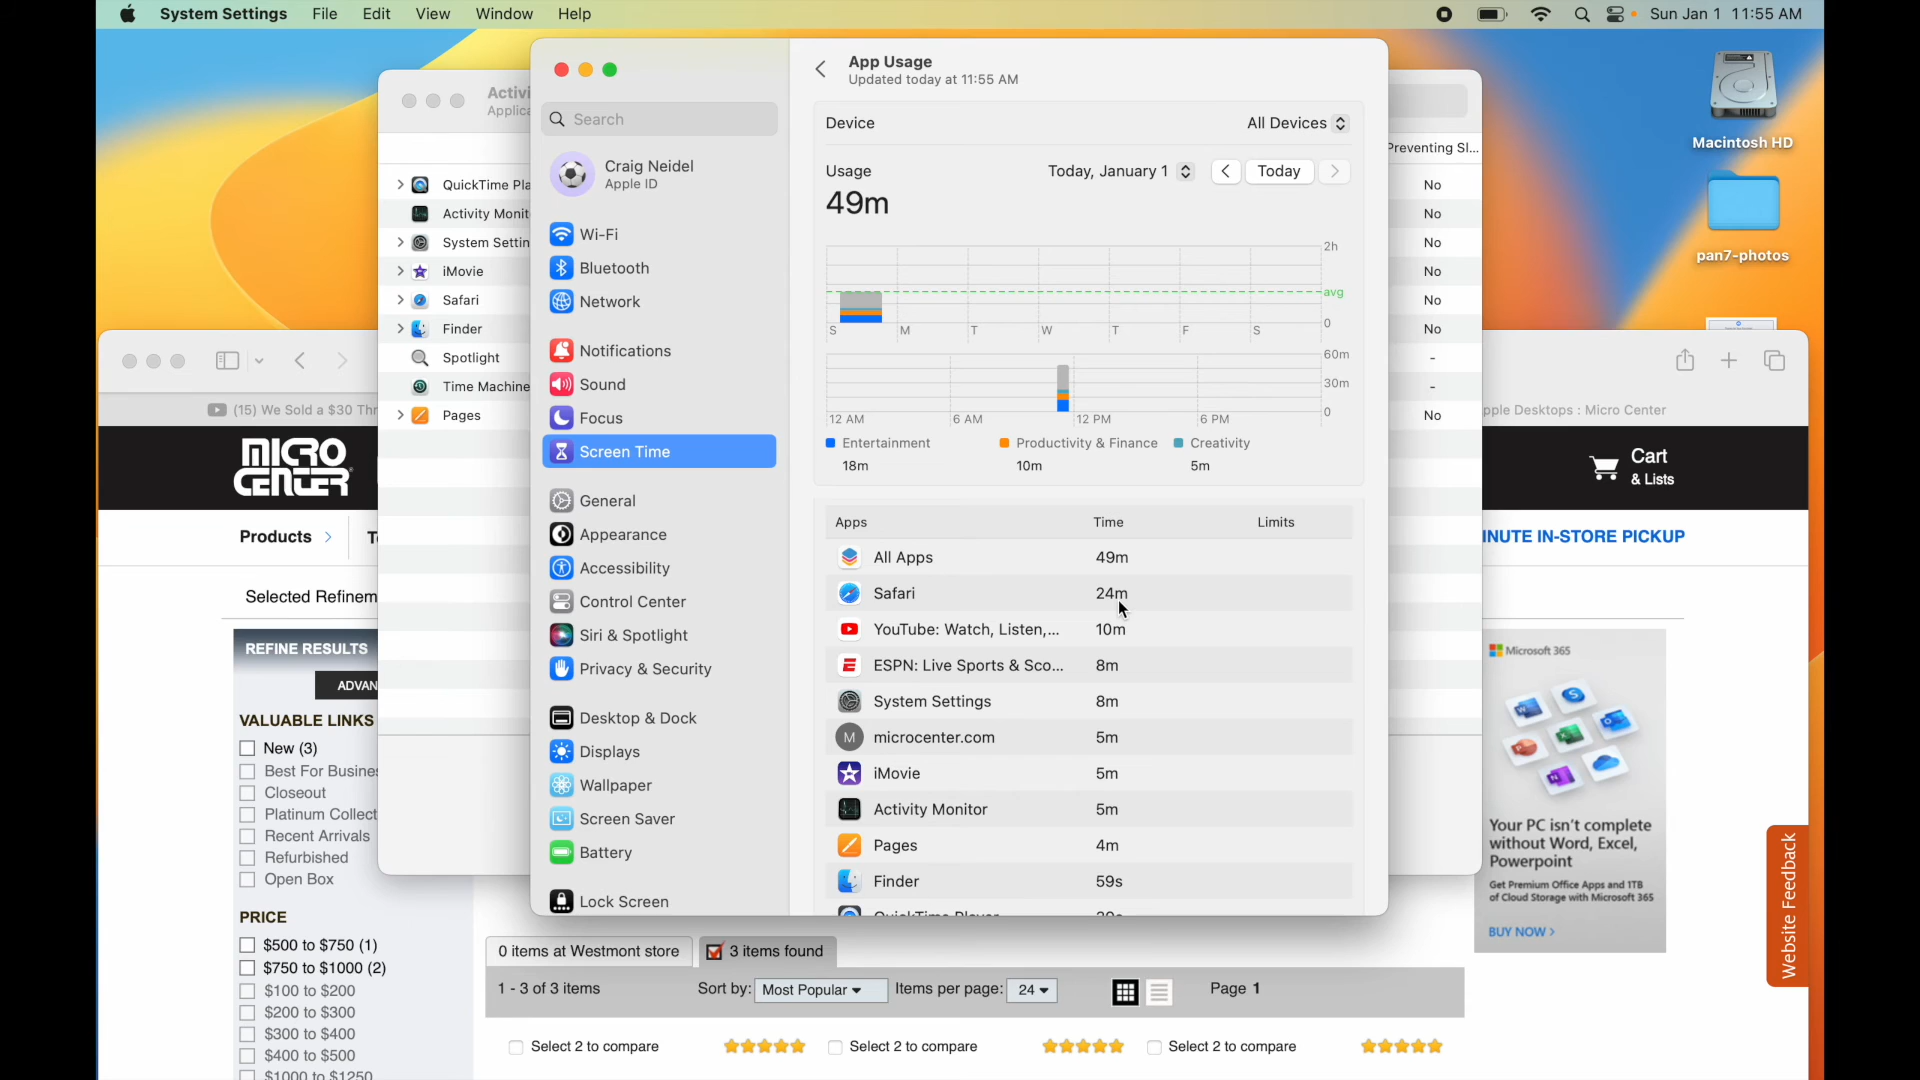 System Settings File Edit View Window Help
Sun Jan 1 11:55 AM
Macintosh HD
pan7-photos
Activi
Applic
Preventing Sl...
QuickTime Pla
No
Activity Monit
No
System Settin
No
iMovie
No
Safari
No
Finder
No
Spotlight
-
Time Machine
-
Pages
No
Search
Craig Neidel
Apple ID
Wi-Fi
Bluetooth
Network
Notifications
Sound
Focus
Screen Time
General
Appearance
Accessibility
Control Center
Siri & Spotlight
Privacy & Security
Desktop & Dock
Displays
Wallpaper
Screen Saver
Battery
Lock Screen
App Usage
Updated today at 11:55 AM
Device
All Devices
Usage
Today, January 1
Today
49m
2h
avg
0
S M T W T F S
60m
30m
0
12 AM 6 AM 12 PM 6 PM
Entertainment Productivity & Finance Creativity
18m 10m 5m
Apps Time Limits
All Apps 49m
Safari 24m
YouTube: Watch, Listen,... 10m
ESPN: Live Sports & Sco... 8m
System Settings 8m
M microcenter.com 5m
iMovie 5m
Activity Monitor 5m
Pages 4m
Finder 59s
(15) We Sold a $30 Thr
pple Desktops : Micro Center
MICRO
CENTER
Cart
& Lists
Products
INUTE IN-STORE PICKUP
Selected Refinem
REFINE RESULTS
ADVAN
VALUABLE LINKS
New (3)
Best For Busine
Closeout
Platinum Collect
Recent Arrivals
Refurbished
Open Box
PRICE
$500 to $750 (1)
$750 to $1000 (2)
$100 to $200
$200 to $300
$300 to $400
$400 to $500
$1000 to $1250
Microsoft 365
Your PC isn't complete
without Word, Excel,
Powerpoint
Get Premium Office Apps and 1TB
of Cloud Storage with Microsoft 365
BUY NOW >
Website Feedback
0 items at Westmont store
3 items found
1 - 3 of 3 items
Sort by: Most Popular
Items per page: 24
Page 1
Select 2 to compare
Select 2 to compare
Select 2 to compare